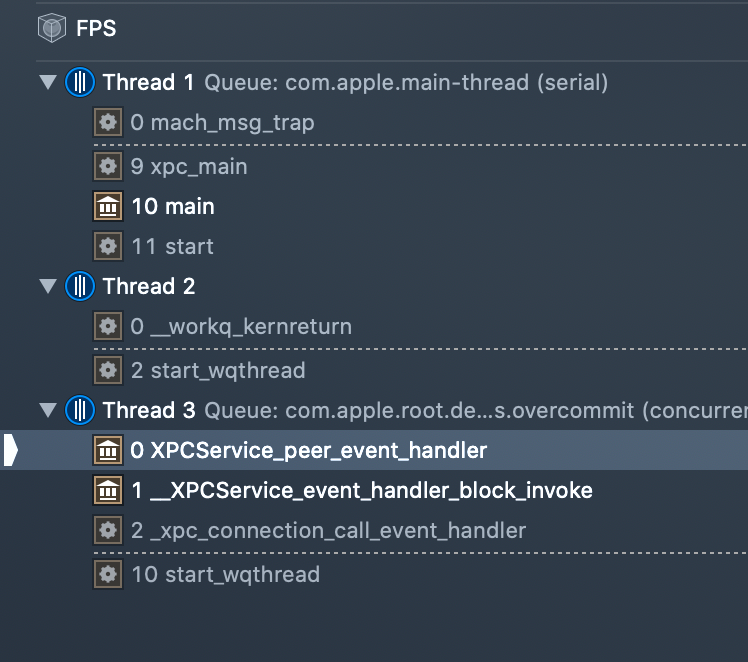 FPS
Thread 1 Queue: com.apple.main-thread (serial)
0 mach_msg_trap
9 xpc_main
10 main
11 start
Thread 2
0 __workq_kernreturn
2 start_wqthread
Thread 3 Queue: com.apple.root.de...s.overcommit (concurrer
0 XPCService_peer_event_handler
1 __XPCService_event_handler_block_invoke
2 _xpc_connection_call_event_handler
10 start_wqthread